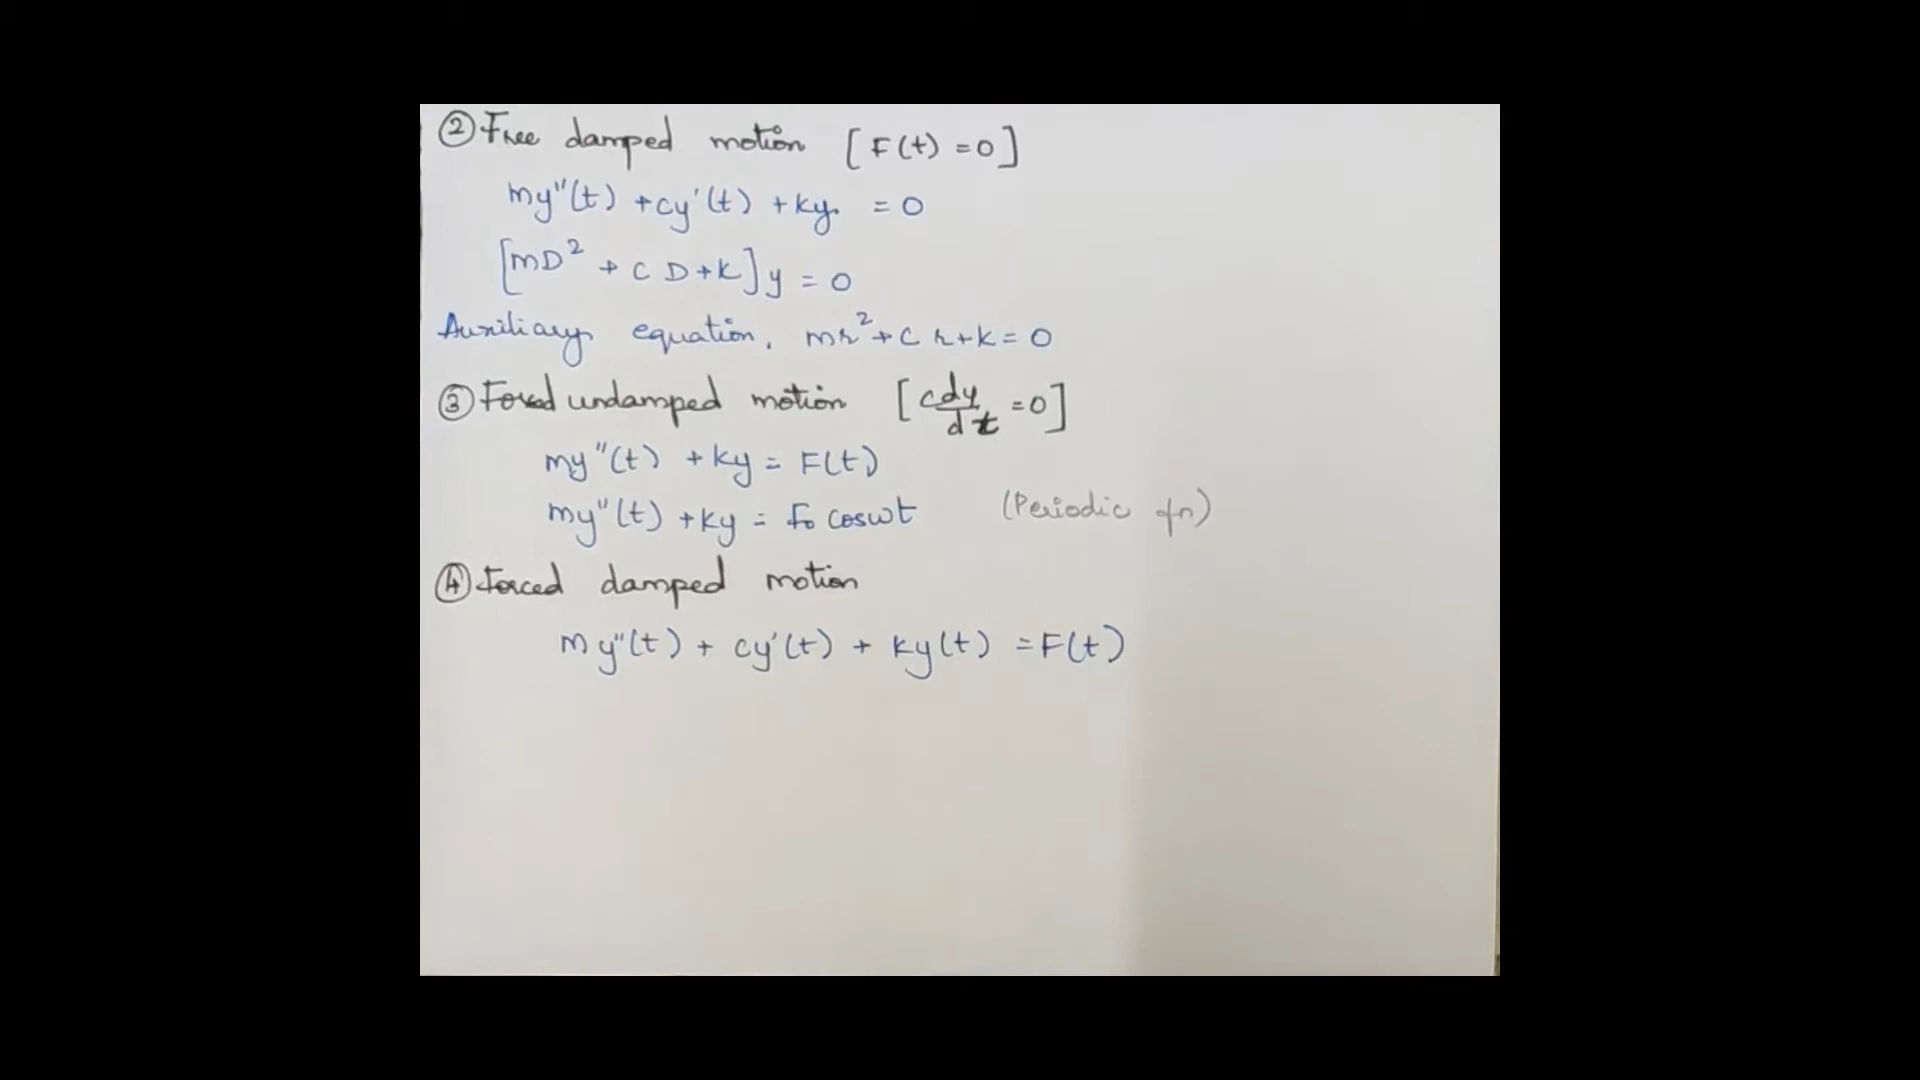 ② Free damped motion [F(t) = 0]
my"(t) + cy'(t) + ky = 0
[mD² + c D + k] y = 0
Auxiliary equation, mr² + c r + k = 0
③ Forced undamped motion [c dy/dt = 0]
my"(t) + ky = F(t)
my"(t) + ky = F₀ cosωt (Periodic fn)
④ Forced damped motion
my"(t) + cy'(t) + ky(t) = F(t)